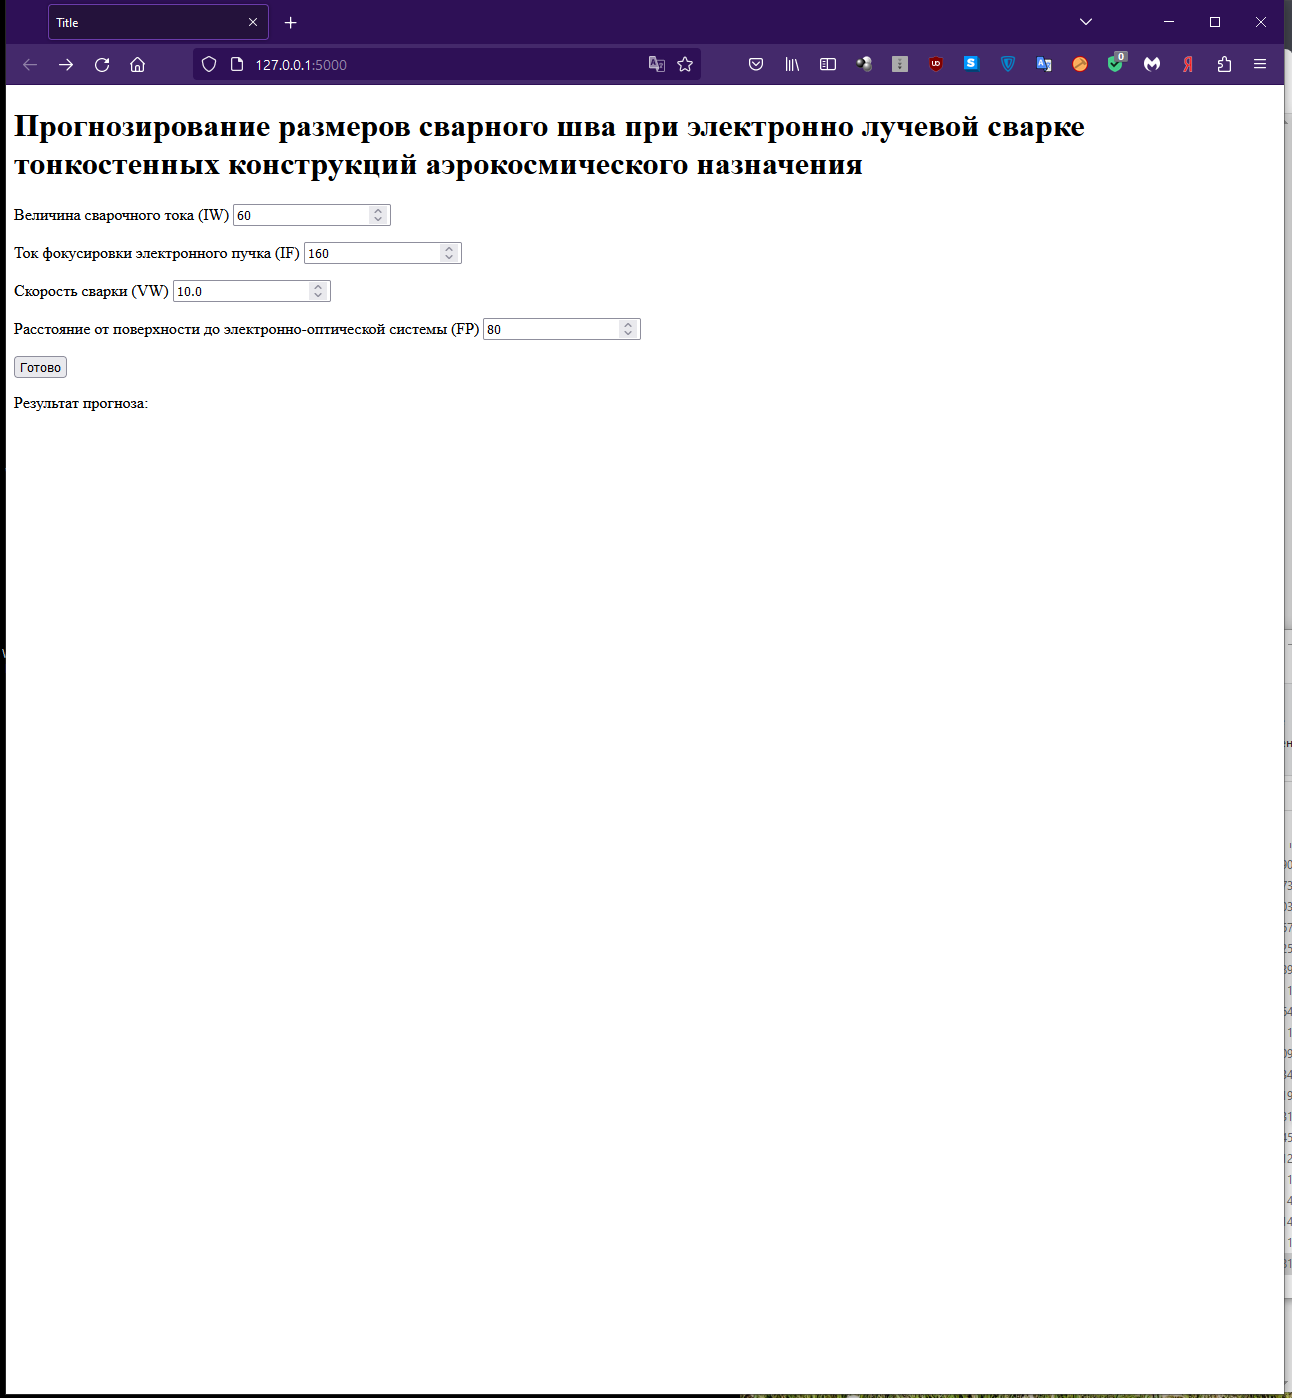 Title
127.0.0.1:5000
0
Прогнозирование размеров сварного шва при электронно лучевой сварке
тонкостенных конструкций аэрокосмического назначения
Величина сварочного тока (IW) 60
Ток фокусировки электронного пучка (IF) 160
Скорость сварки (VW) 10.0
Расстояние от поверхности до электронно-оптической системы (FP) 80
Готово
Результат прогноза: